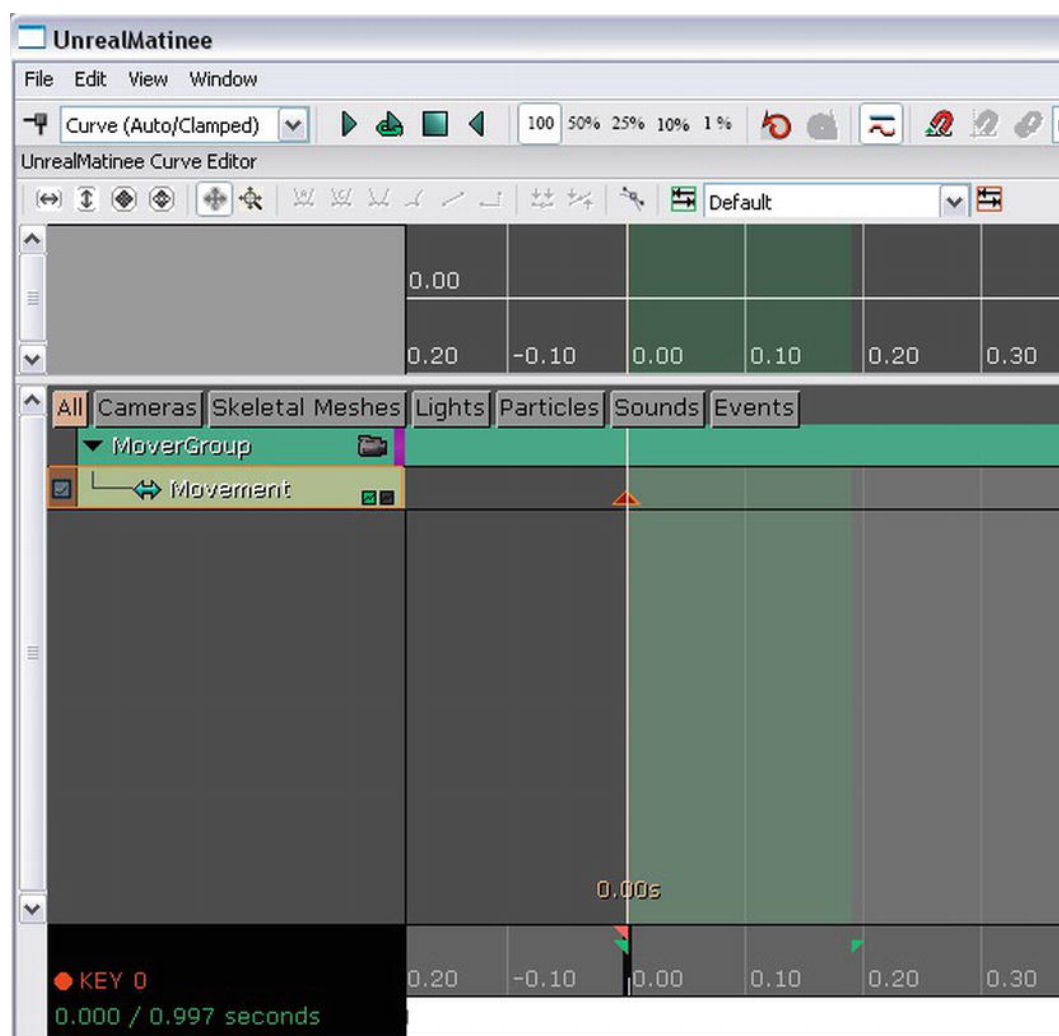 UnrealMatinee
File Edit View Window
Curve (Auto/Clamped) 100 50% 25% 10% 1%
UnrealMatinee Curve Editor
Default
0.00
0.20 -0.10 0.00 0.10 0.20 0.30
All Cameras Skeletal Meshes Lights Particles Sounds Events
MoverGroup
Movement
0.00s
KEY 0 0.20 -0.10 0.00 0.10 0.20 0.30
0.000 / 0.997 seconds